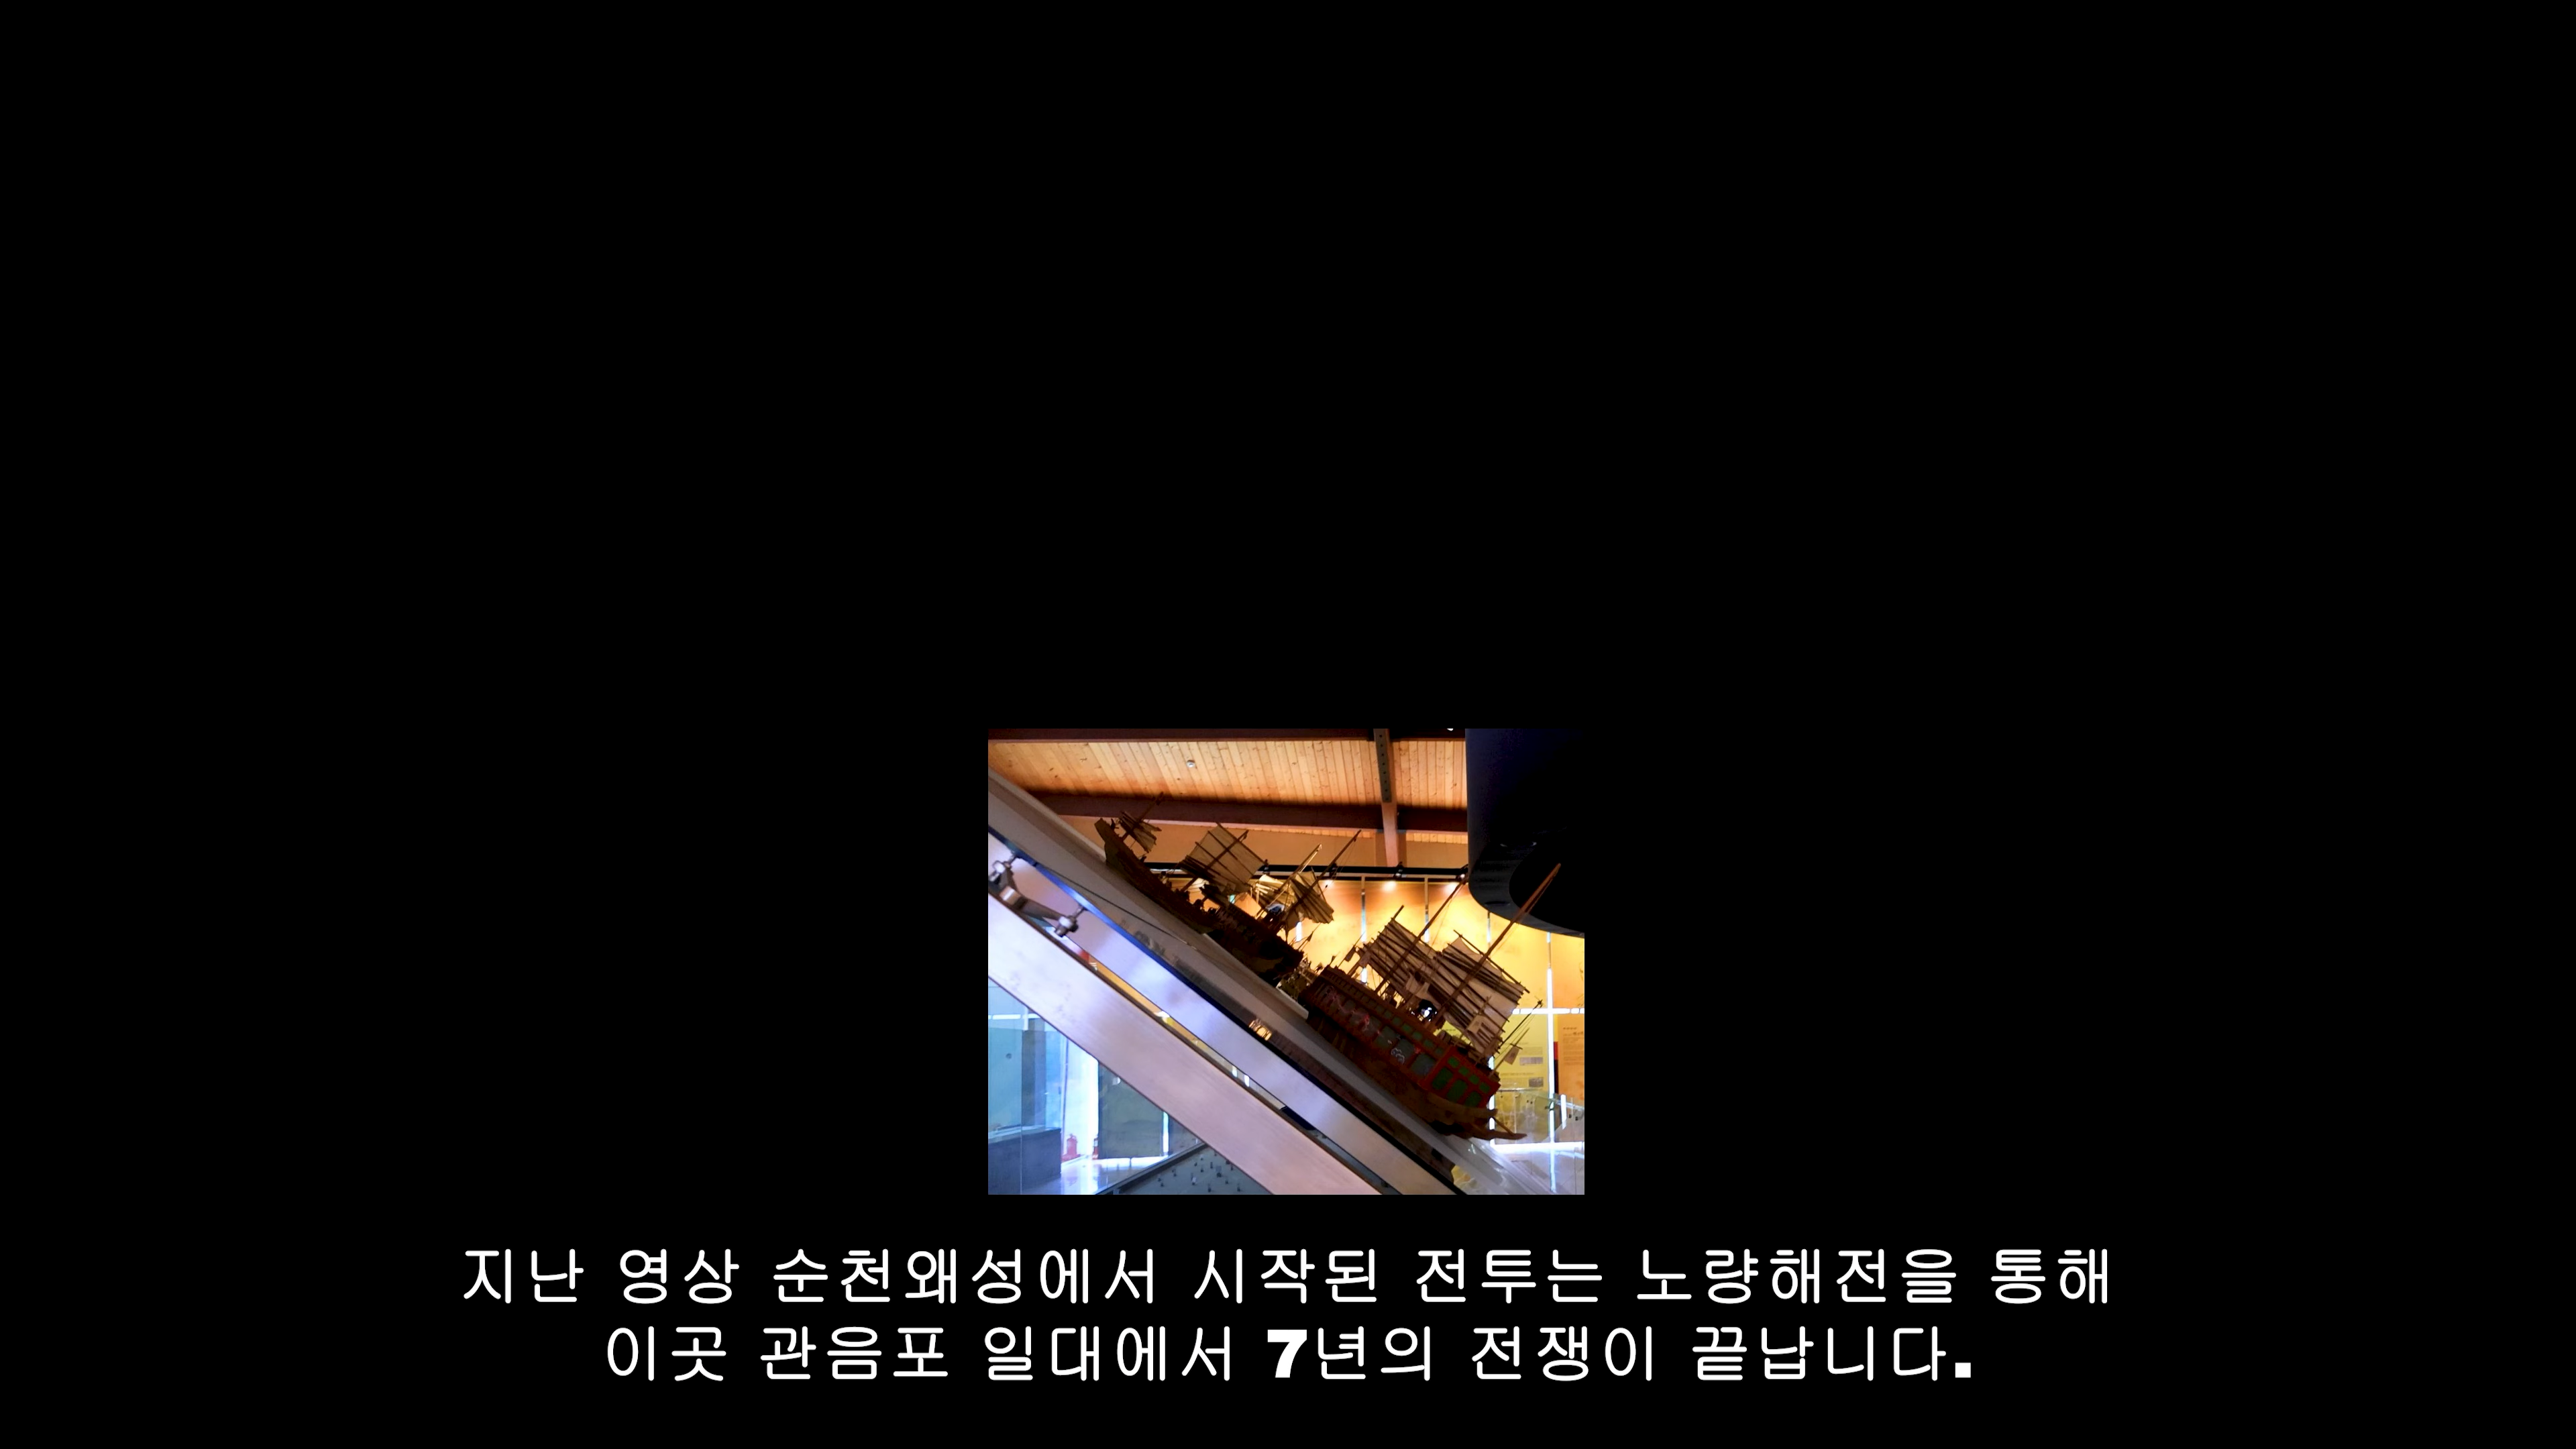 지난 영상 순천왜성에서 시작된 전투는 노량해전을 통해
이곳 관음포 일대에서 7년의 전쟁이 끝납니다.